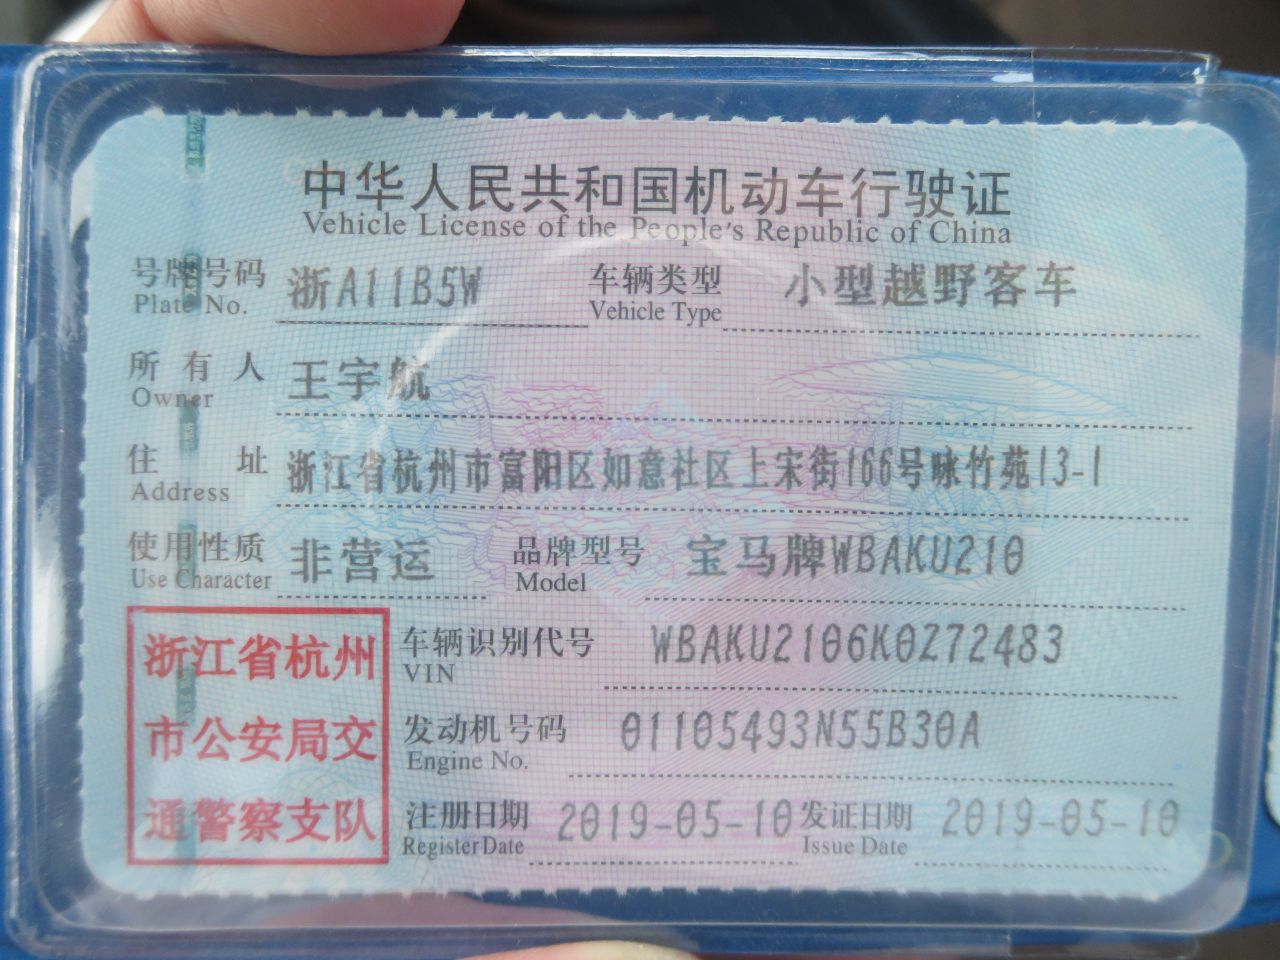 中华人民共和国机动车行驶证
Vehicle License of the People's Republic of China
号牌号码 浙A11B5W 车辆类型 小型越野客车
Plate No. Vehicle Type
所有人 王宇航
Owner
住址 浙江省杭州市富阳区如意社区上宋街166号咏竹苑13-1
Address
使用性质 非营运 品牌型号 宝马牌WBAKU210
Use Character Model
浙江省杭州
市公安局交
通警察支队
车辆识别代号 WBAKU2106K0Z72483
VIN
发动机号码 01105493N55B30A
Engine No.
注册日期 2019-05-10 发证日期 2019-05-10
Register Date Issue Date